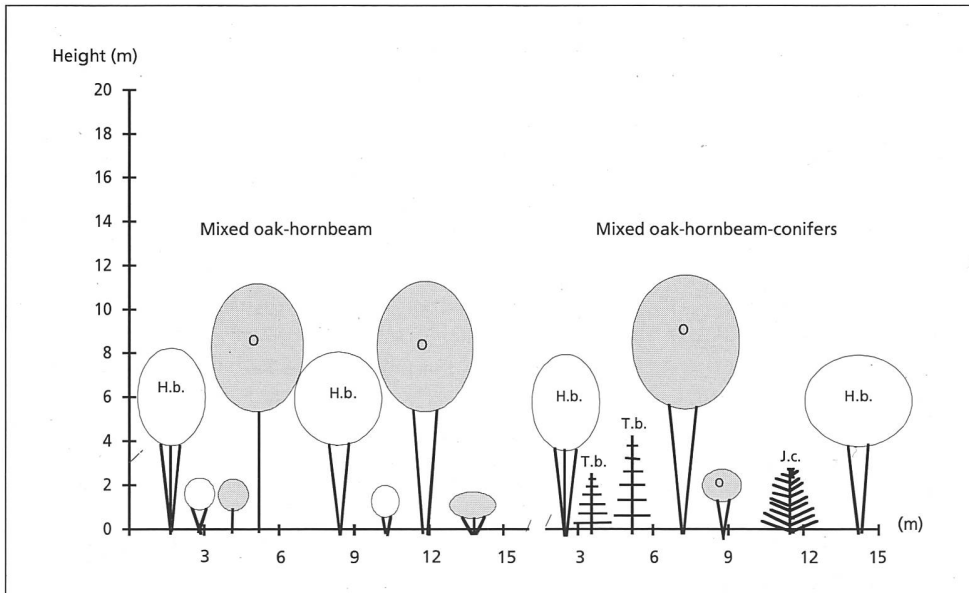 Height (m)
20
18
16
14
Mixed oak-hornbeam Mixed oak-hornbeam-conifers
12
10
O O O
8
H.b. H.b. H.b. H.b.
6
T.b.
4
T.b. J.c.
2 O
0 (m)
3 6 9 12 15 3 6 9 12 15